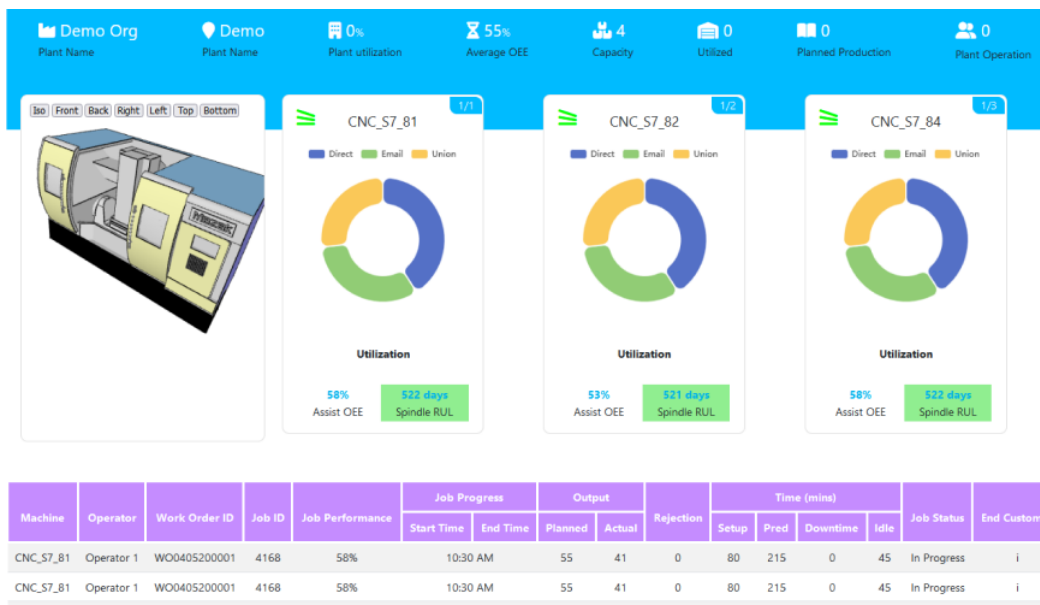 Demo Org
Demo
0%
55%
4
0
0
0
Plant Name
Plant Name
Plant utilization
Average OEE
Capacity
Utilized
Planned Production
Plant Operation
Iso Front Back Right Left Top Bottom
1/1
CNC_S7_81
Direct Email Union
Utilization
58%
Assist OEE
522 days
Spindle RUL
1/2
CNC_S7_82
Direct Email Union
Utilization
53%
Assist OEE
521 days
Spindle RUL
1/3
CNC_S7_84
Direct Email Union
Utilization
58%
Assist OEE
522 days
Spindle RUL
Machine Operator Work Order ID Job ID Job Performance Job Progress Output Rejection Time (mins) Job Status End Custom
Start Time End Time Planned Actual Setup Pred Downtime Idle
CNC_S7_81 Operator 1 WO0405200001 4168 58% 10:30 AM 55 41 0 80 215 0 45 In Progress i
CNC_S7_81 Operator 1 WO0405200001 4168 58% 10:30 AM 55 41 0 80 215 0 45 In Progress i